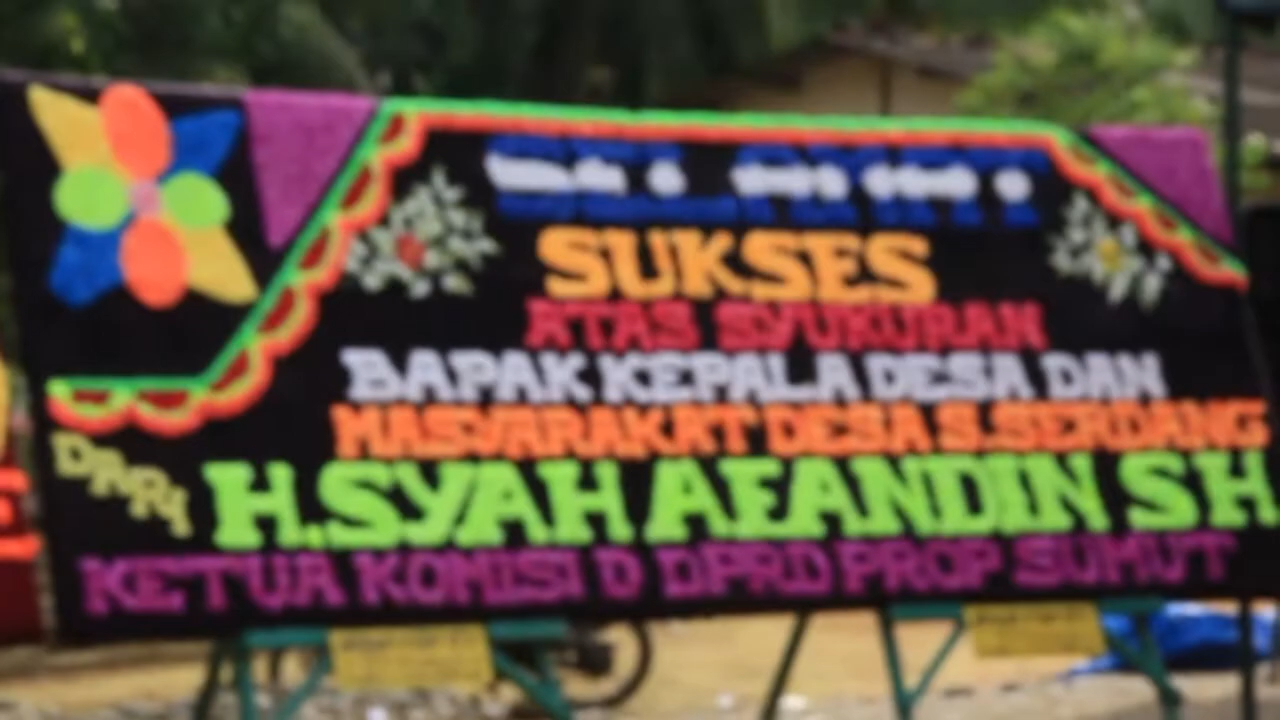 SELAMAT
SUKSES
ATAS SYUKURAN
BAPAK KEPALA DESA DAN
MASYARAKAT DESA S.SERDANG
DARI
H.SYAH AFANDIN SH
KETUA KOMISI D DPRD PROP SUMUT